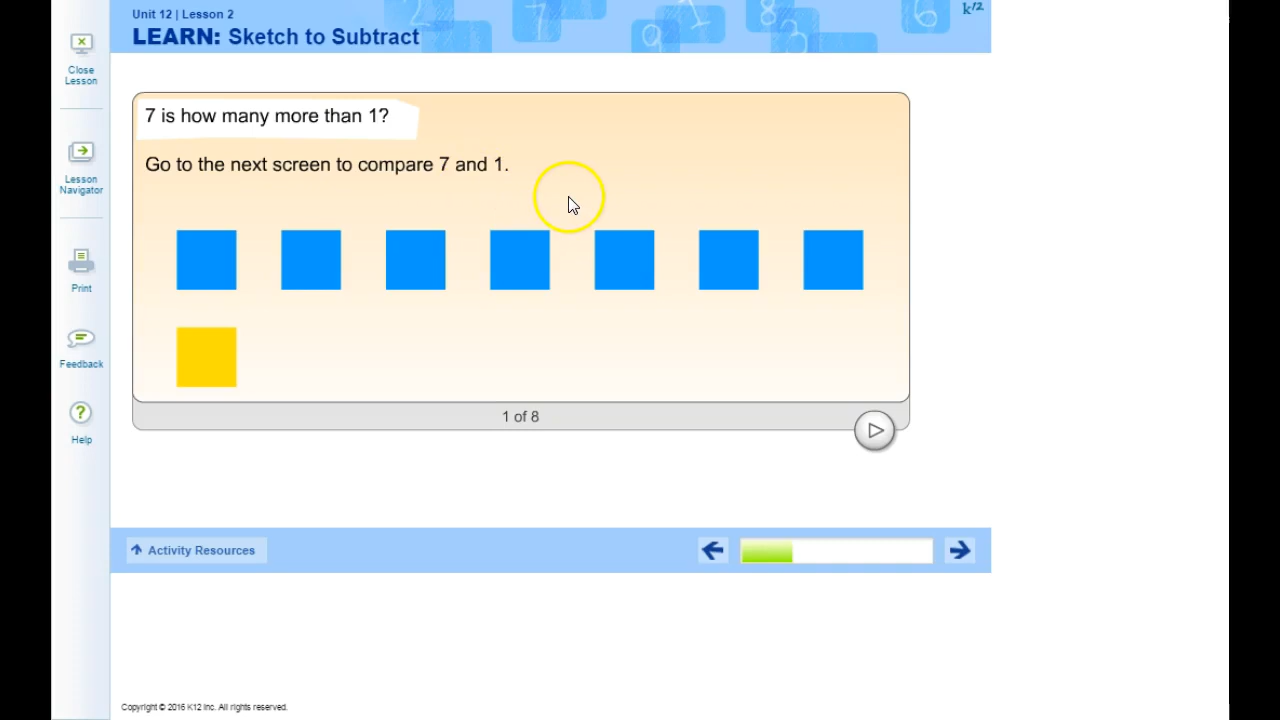 Unit 12 | Lesson 2
k12
LEARN: Sketch to Subtract
Close
Lesson
Lesson
Navigator
Print
Feedback
?
Help
7 is how many more than 1?
Go to the next screen to compare 7 and 1.
1 of 8
Activity Resources
Copyright © 2016 K12 Inc. All rights reserved.